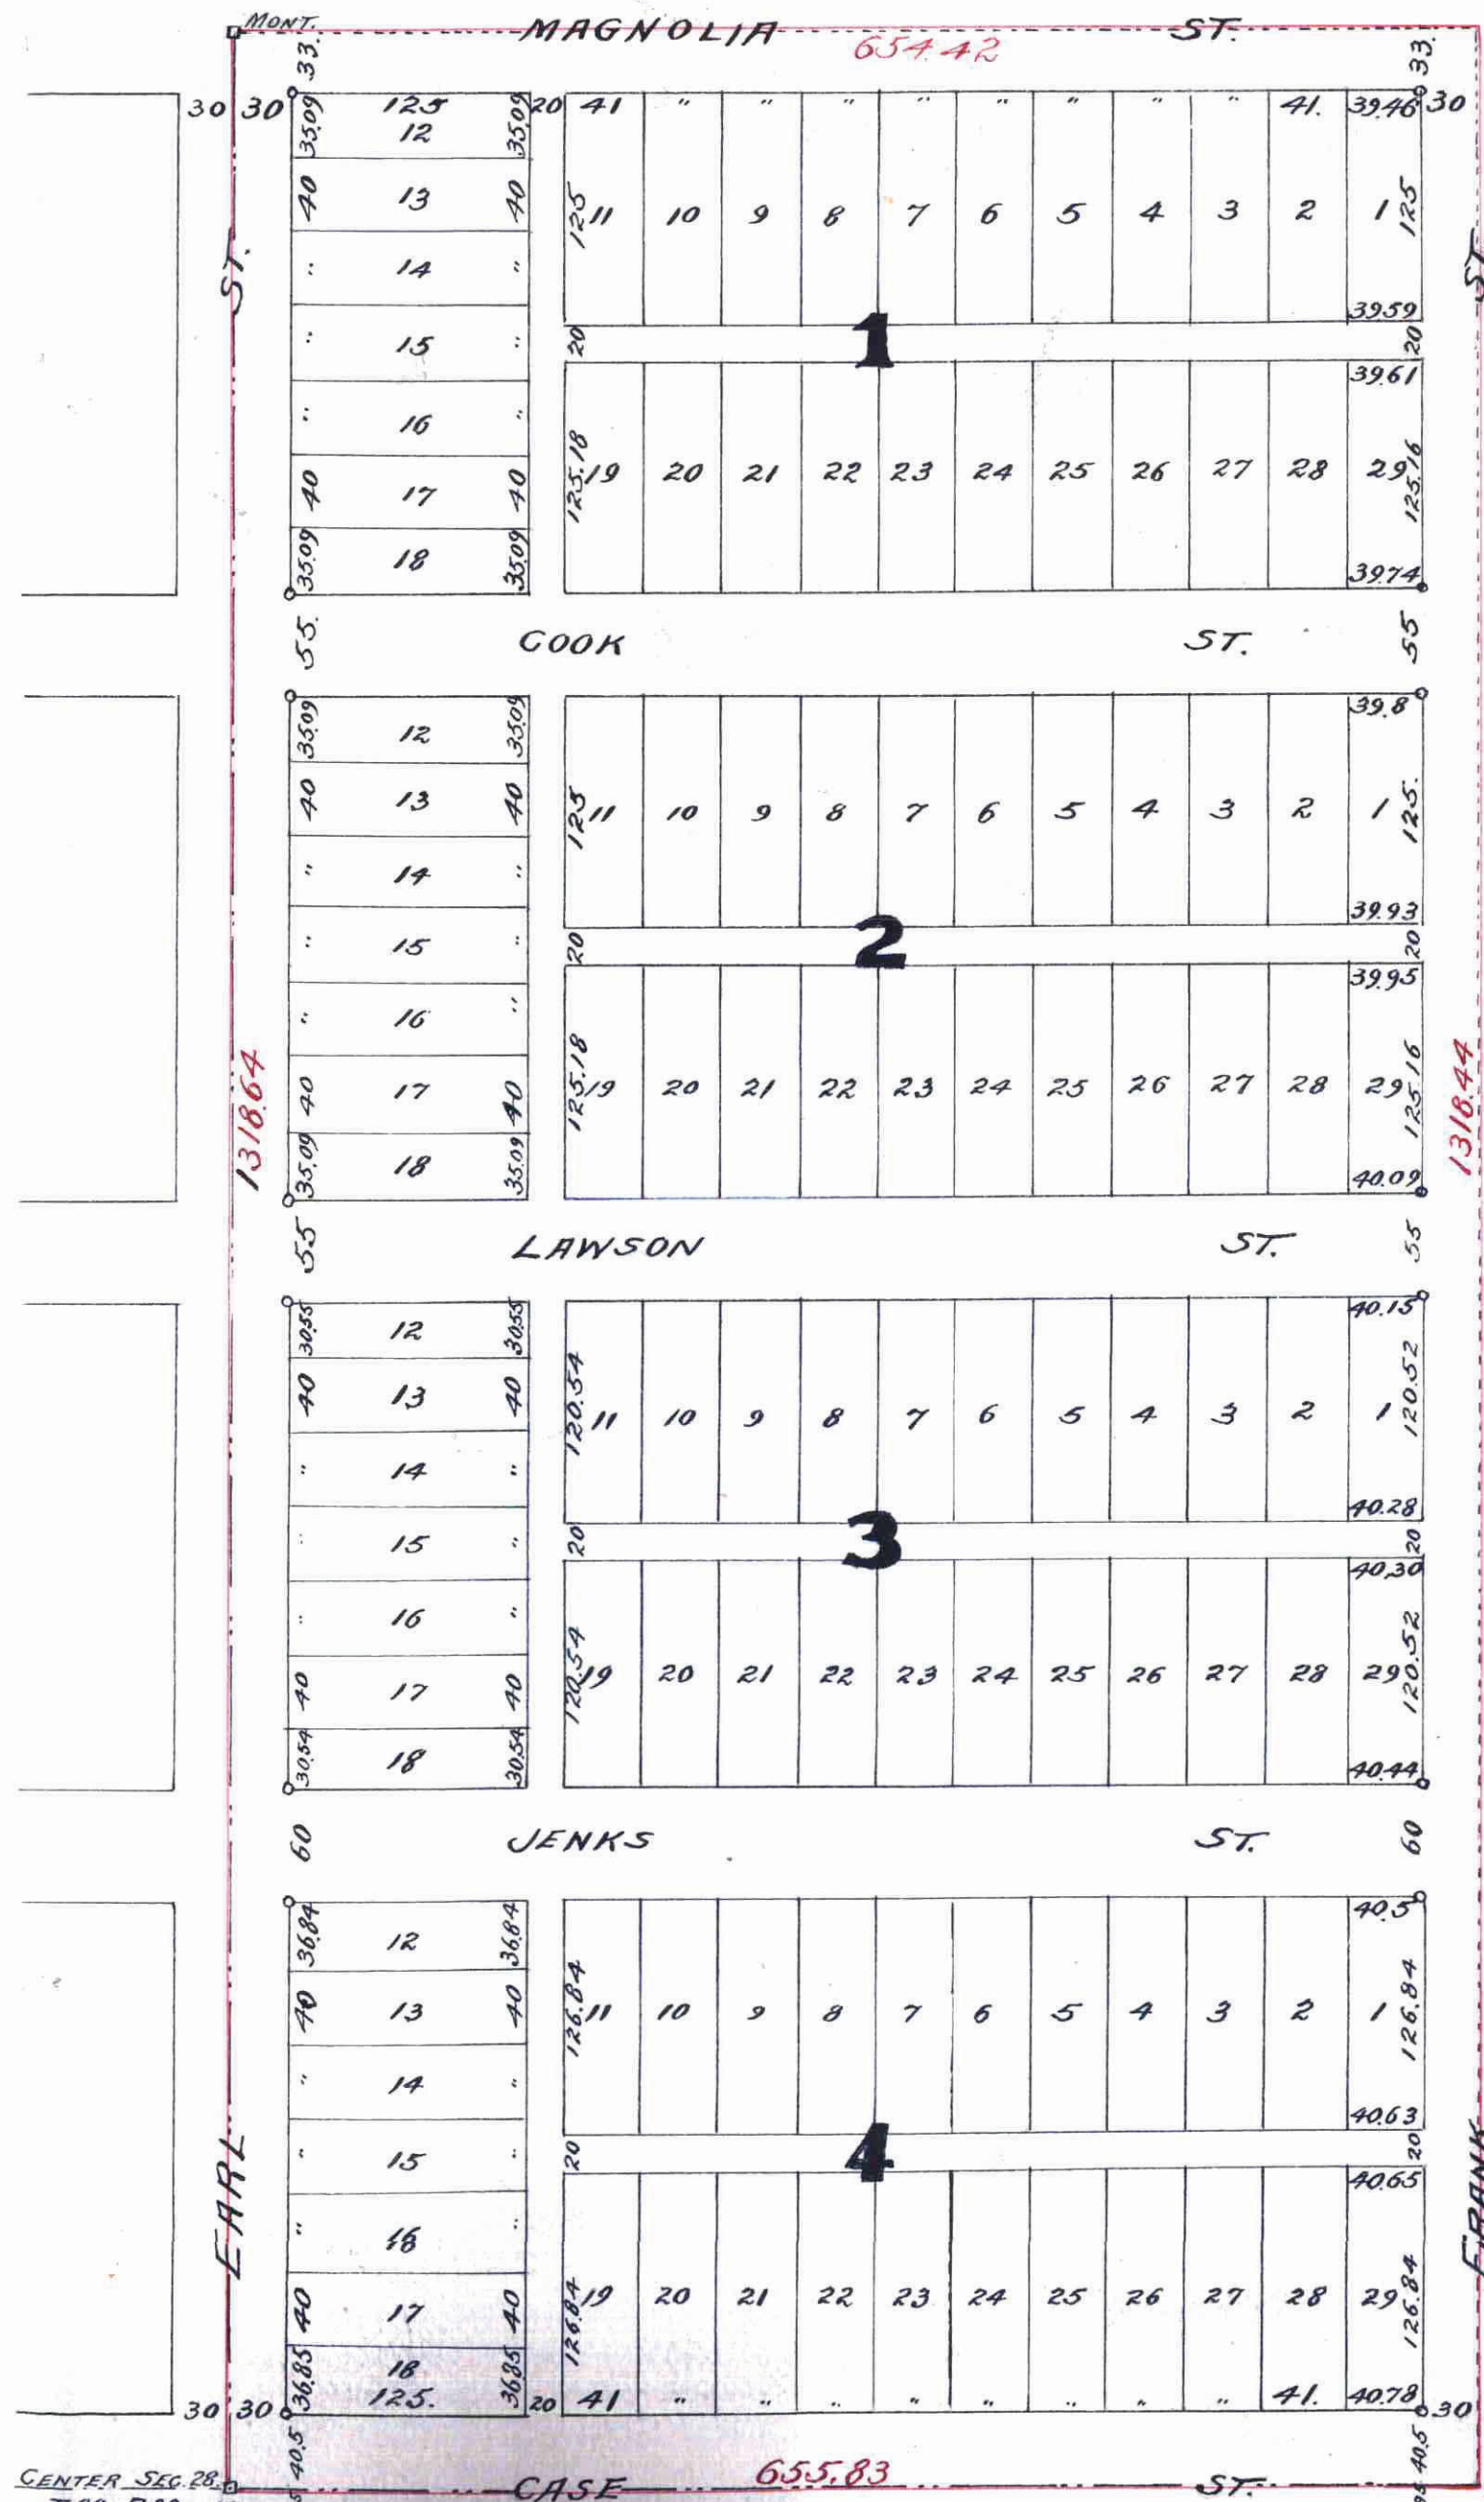 MONT. MAGNOLIA ST.
654.42
33. 33.
30 30 125 20 41 " " " " " " " " 41. 39.46 30
35.09 12 35.09
40 13 40 125 11 10 9 8 7 6 5 4 3 2 1 125
" 14 "
ST. ST.
39.59
" 15 " 20 1 20
39.61
" 16 "
40 17 40 125.18 19 20 21 22 23 24 25 26 27 28 29 125.16
35.09 18 35.09 39.74
55. COOK ST. 55
35.09 12 35.09 39.8
40 13 40 125 11 10 9 8 7 6 5 4 3 2 1 125.
" 14 "
39.93
" 15 " 20 2 20
39.95
" 16 "
1318.64 40 17 40 125.18 19 20 21 22 23 24 25 26 27 28 29 125.16 1318.44
35.09 18 35.09 40.09
55 LAWSON ST. 55
30.55 12 30.55 40.15
40 13 40 120.54 11 10 9 8 7 6 5 4 3 2 1 120.52
" 14 "
40.28
" 15 " 20 3 20
40.30
" 16 "
40 17 40 120.54 19 20 21 22 23 24 25 26 27 28 29 120.52
30.54 18 30.54 40.44
60 JENKS ST. 60
36.84 12 36.84 40.5
40 13 40 126.84 11 10 9 8 7 6 5 4 3 2 1 126.84
" 14 "
40.63
EARL " 15 " 20 4 20 FRANK
40.65
" 16 "
40 17 40 126.84 19 20 21 22 23 24 25 26 27 28 29 126.84
36.85 18 36.85
30 30 125. 20 41 " " " " " " " " 41. 40.78 30
40.5 40.5
655.83
CENTER SEC. 28 CASE ST.